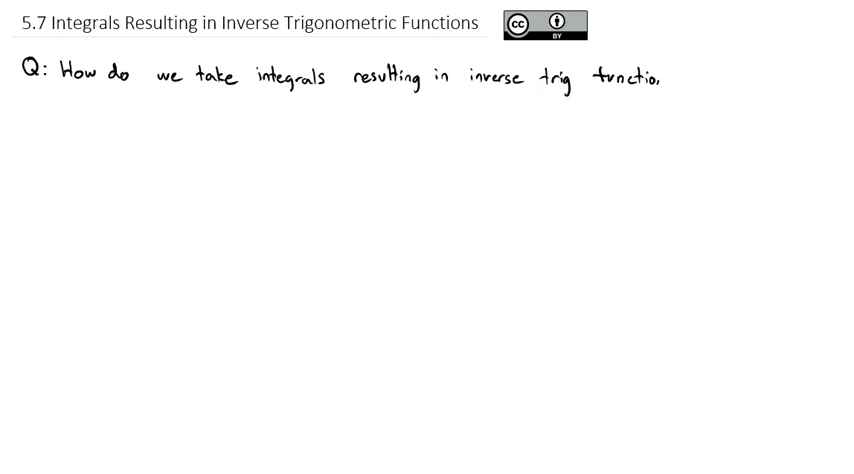 5.7 Integrals Resulting in Inverse Trigonometric Functions
cc BY
Q: How do we take integrals resulting in inverse trig functio